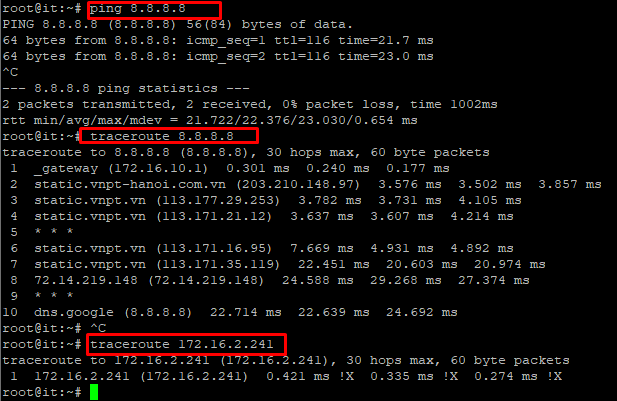 root@it:~# ping 8.8.8.8
PING 8.8.8.8 (8.8.8.8) 56(84) bytes of data.
64 bytes from 8.8.8.8: icmp_seq=1 ttl=116 time=21.7 ms
64 bytes from 8.8.8.8: icmp_seq=2 ttl=116 time=23.0 ms
^C
--- 8.8.8.8 ping statistics ---
2 packets transmitted, 2 received, 0% packet loss, time 1002ms
rtt min/avg/max/mdev = 21.722/22.376/23.030/0.654 ms
root@it:~# traceroute 8.8.8.8
traceroute to 8.8.8.8 (8.8.8.8), 30 hops max, 60 byte packets
 1  _gateway (172.16.10.1)  0.301 ms  0.240 ms  0.177 ms
 2  static.vnpt-hanoi.com.vn (203.210.148.97)  3.576 ms  3.502 ms  3.857 ms
 3  static.vnpt.vn (113.177.29.253)  3.782 ms  3.731 ms  4.105 ms
 4  static.vnpt.vn (113.171.21.12)  3.637 ms  3.607 ms  4.214 ms
 5  * * *
 6  static.vnpt.vn (113.171.16.95)  7.669 ms  4.931 ms  4.892 ms
 7  static.vnpt.vn (113.171.35.119)  22.451 ms  20.603 ms  20.974 ms
 8  72.14.219.148 (72.14.219.148)  24.588 ms  29.268 ms  27.374 ms
 9  * * *
10  dns.google (8.8.8.8)  22.714 ms  22.639 ms  24.692 ms
root@it:~# ^C
root@it:~# traceroute 172.16.2.241
traceroute to 172.16.2.241 (172.16.2.241), 30 hops max, 60 byte packets
 1  172.16.2.241 (172.16.2.241)  0.421 ms !X  0.335 ms !X  0.274 ms !X
root@it:~#